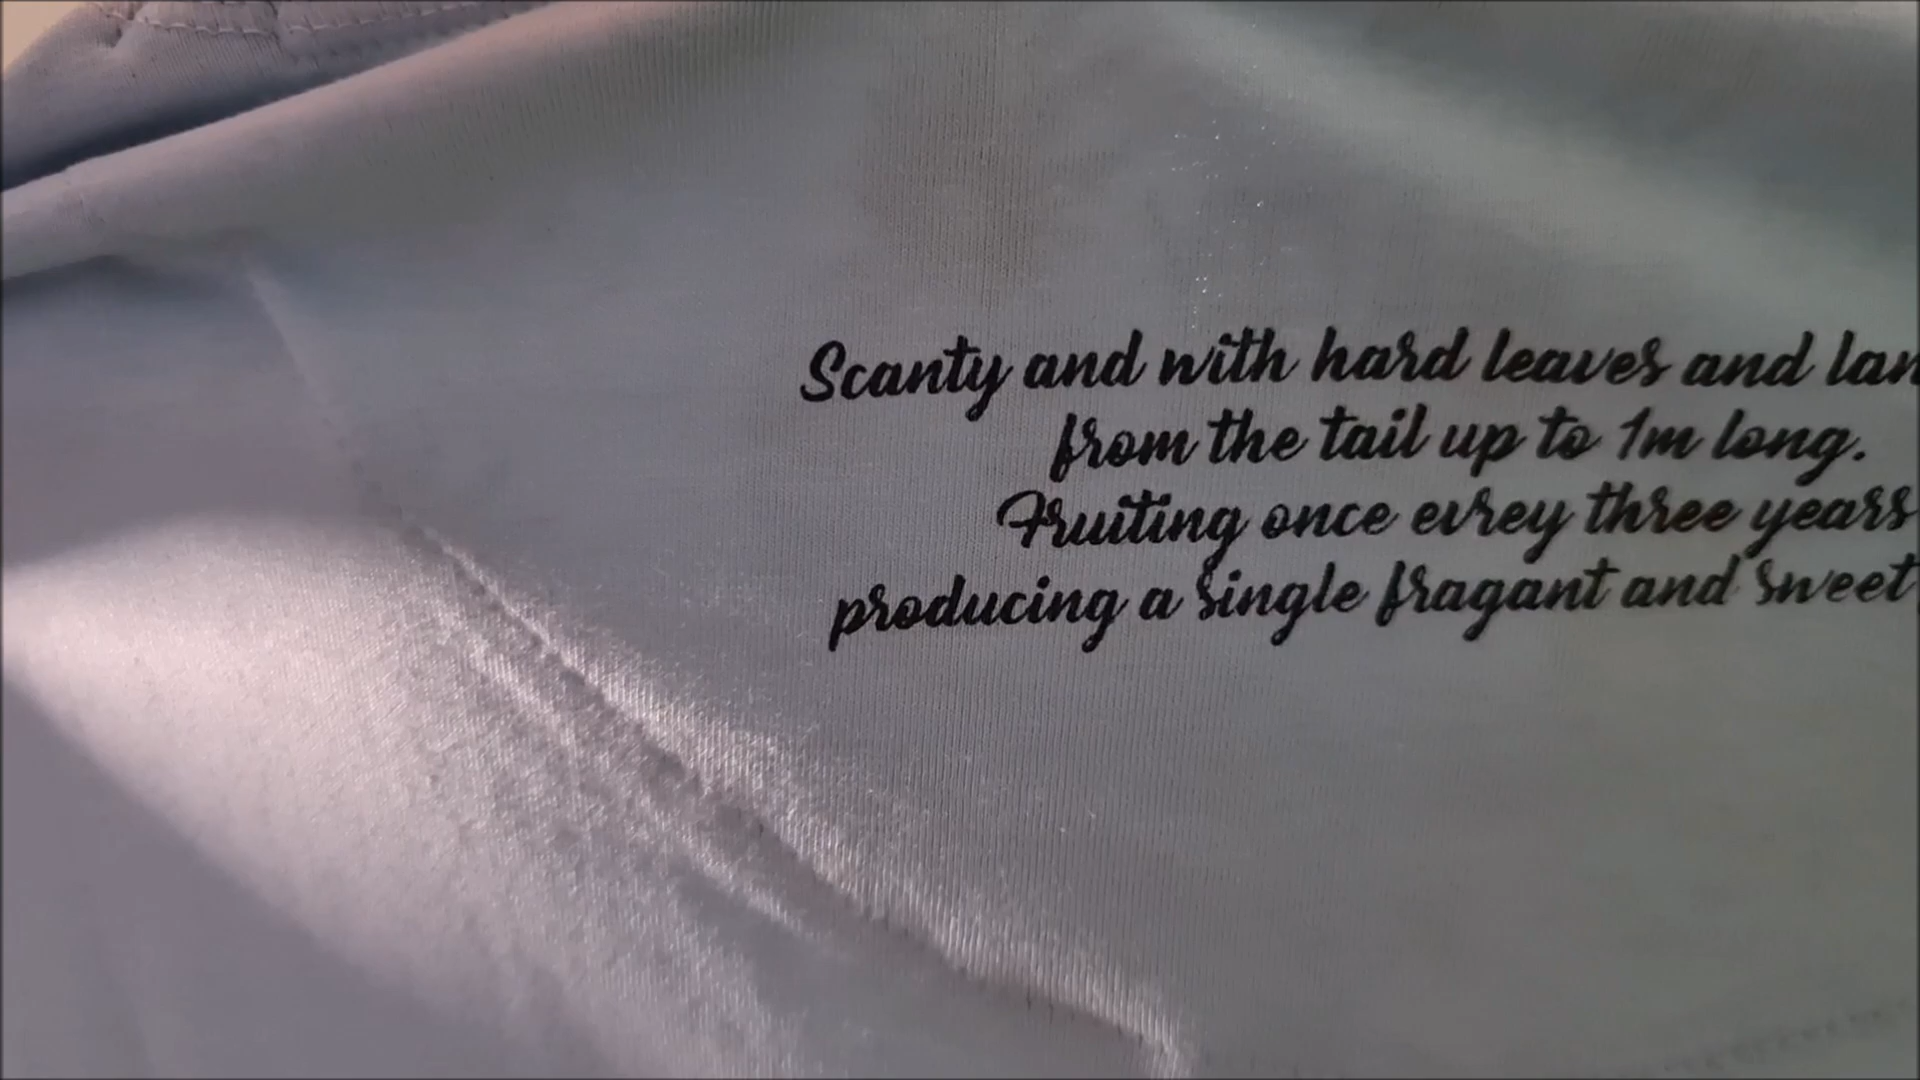 Scanty and with hard leaves and lan
from the tail up to 1m long.
Fruiting once evrey three years
producing a single fragant and sweet